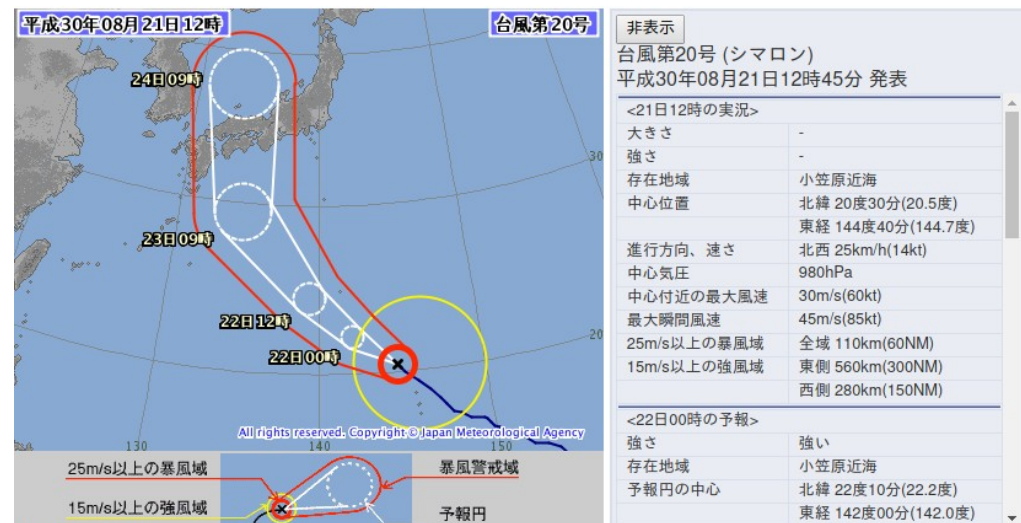 平成30年08月21日12時
台風第20号
24日09時
23日09時
22日12時
22日00時
30
20
130
140
150
All rights reserved. Copyright © Japan Meteorological Agency
25m/s以上の暴風域
暴風警戒域
15m/s以上の強風域
予報円
非表示
台風第20号 (シマロン)
平成30年08月21日12時45分 発表
<21日12時の実況>
大きさ -
強さ -
存在地域 小笠原近海
中心位置 北緯 20度30分(20.5度)
東経 144度40分(144.7度)
進行方向、速さ 北西 25km/h(14kt)
中心気圧 980hPa
中心付近の最大風速 30m/s(60kt)
最大瞬間風速 45m/s(85kt)
25m/s以上の暴風域 全域 110km(60NM)
15m/s以上の強風域 東側 560km(300NM)
西側 280km(150NM)
<22日00時の予報>
強さ 強い
存在地域 小笠原近海
予報円の中心 北緯 22度10分(22.2度)
東経 142度00分(142.0度)